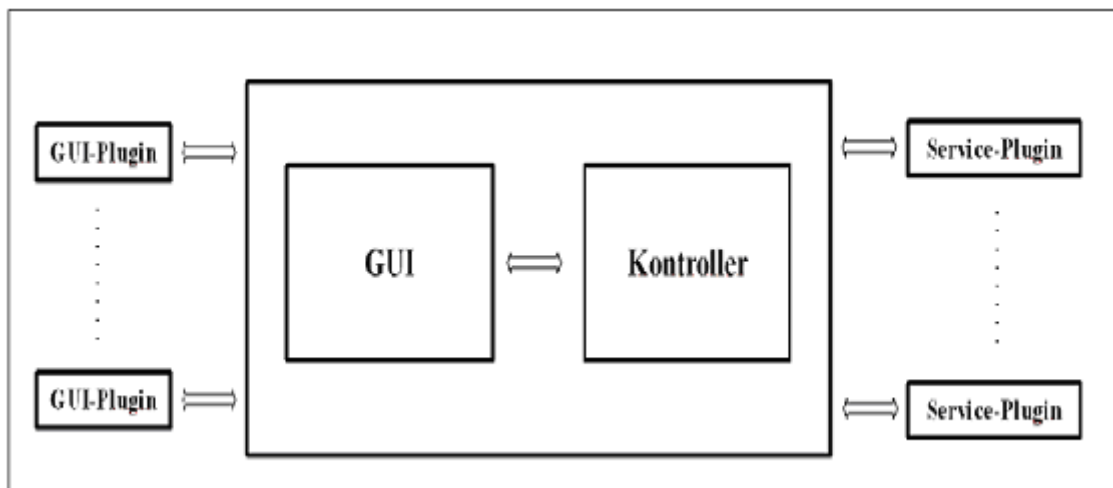 GUI-Plugin
Service-Plugin
GUI
Kontroller
GUI-Plugin
Service-Plugin